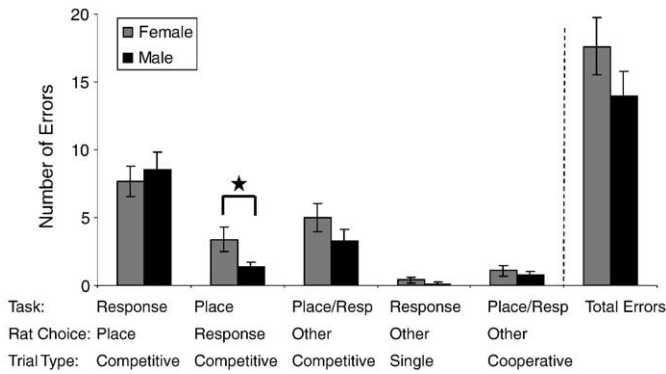 20
Female
Male
15
Number of Errors
10
5
0
Task: Response Place Place/Resp Response Place/Resp Total Errors
Rat Choice: Place Response Other Other Other
Trial Type: Competitive Competitive Competitive Single Cooperative